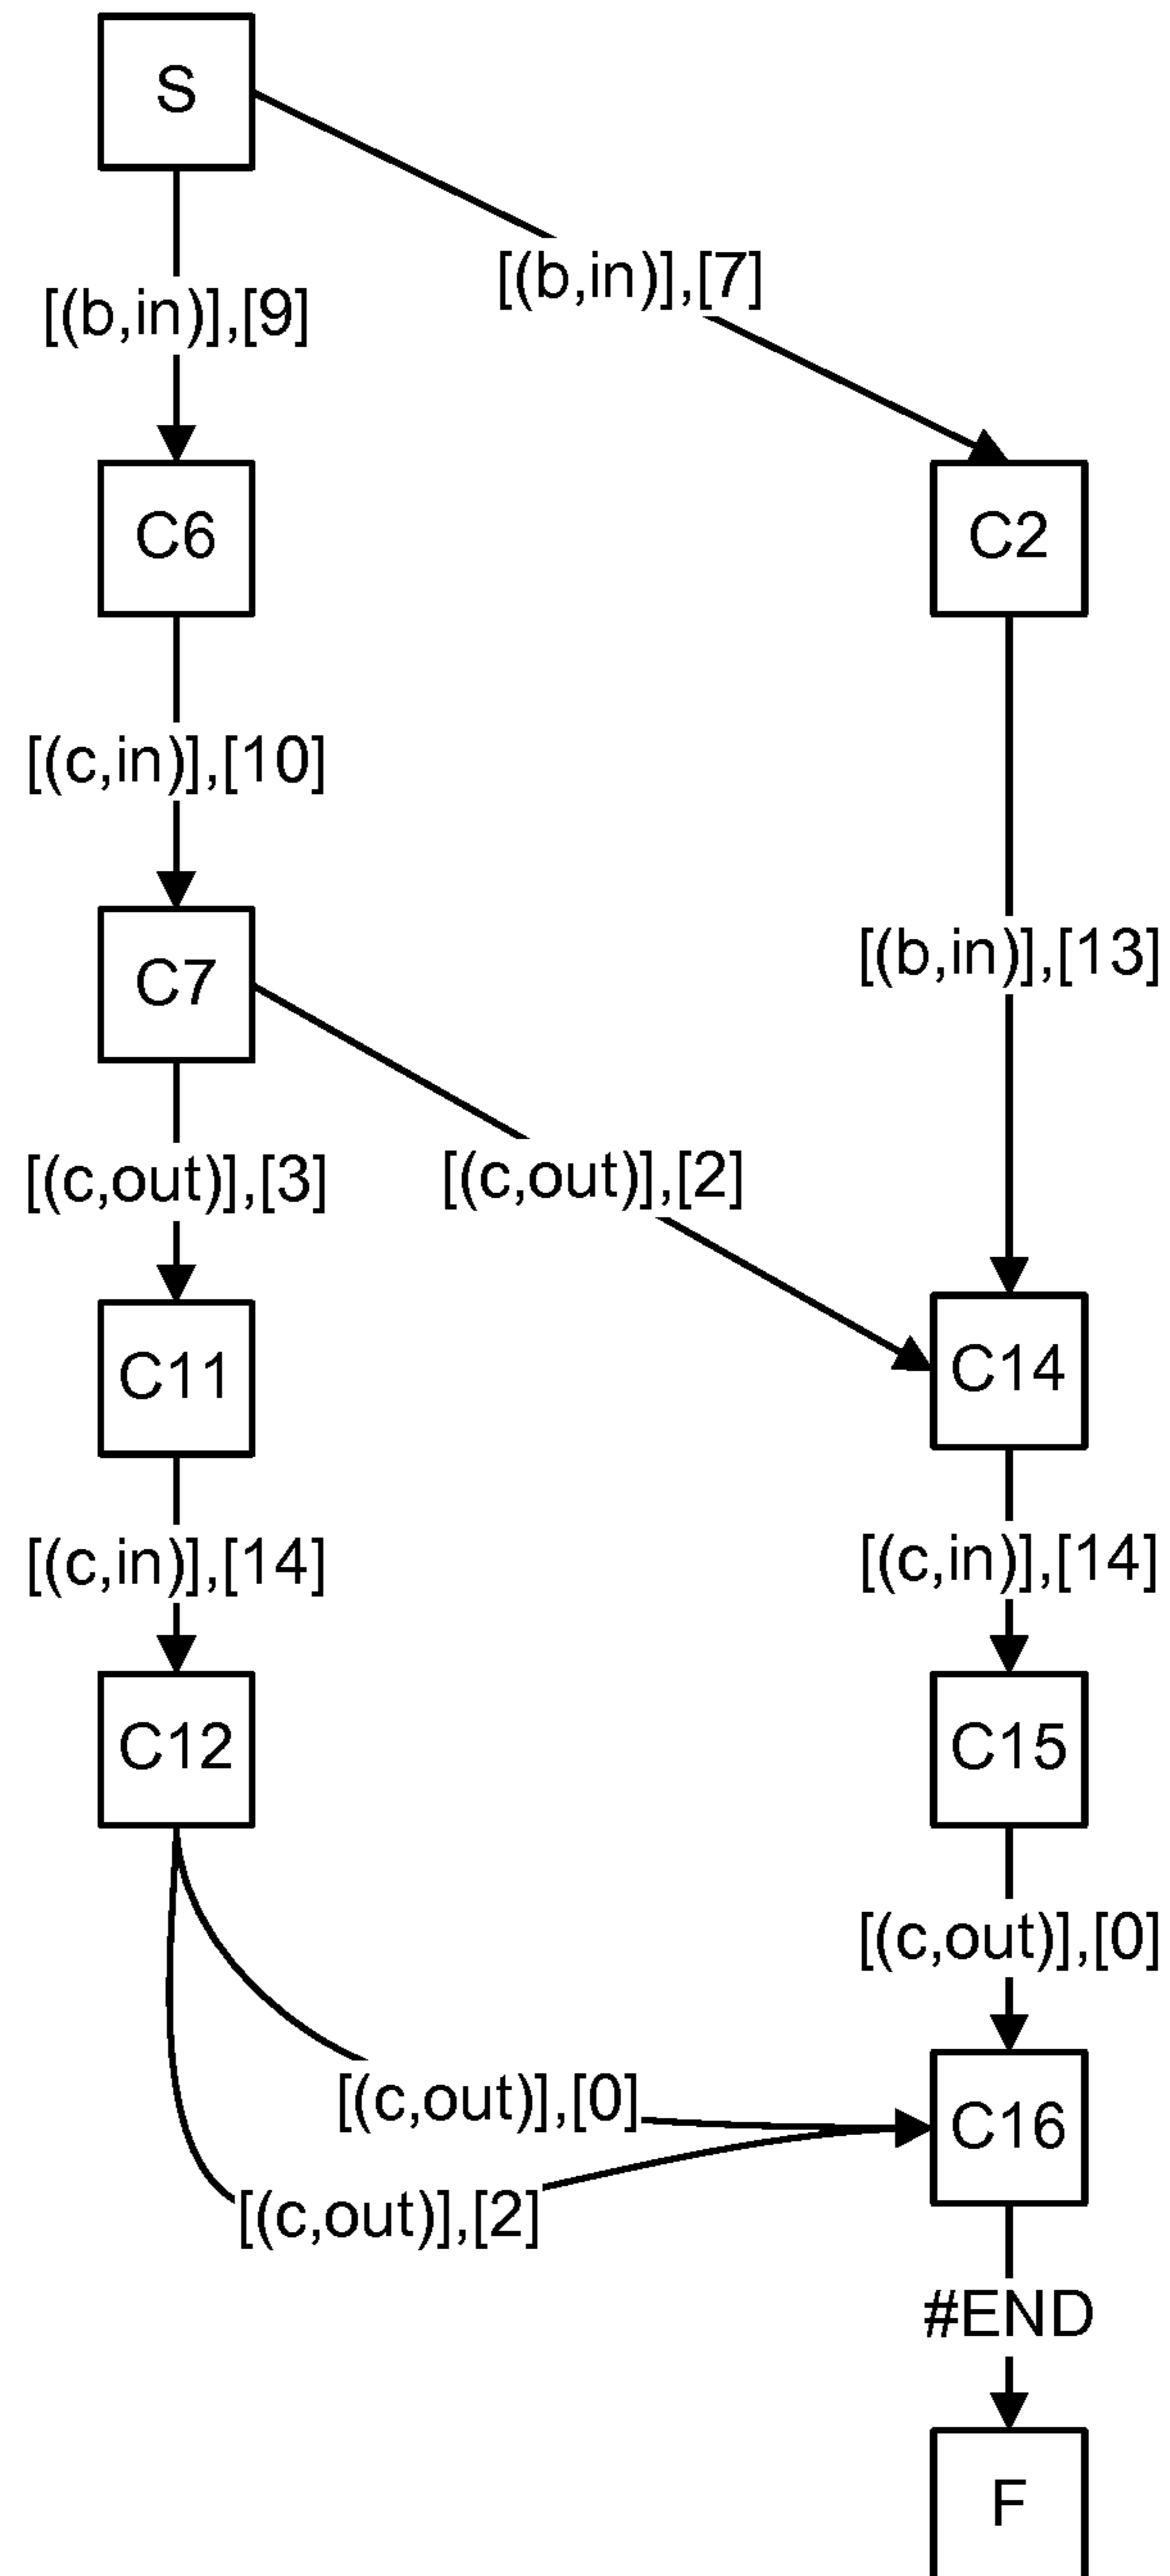 S
[(b,in)],[7]
[(b,in)],[9]
C6
C2
[(c,in)],[10]
[(b,in)],[13]
C7
[(c,out)],[3]
[(c,out)],[2]
C11
C14
[(c,in)],[14]
[(c,in)],[14]
C12
C15
[(c,out)],[0]
[(c,out)],[0]
C16
[(c,out)],[2]
#END
F